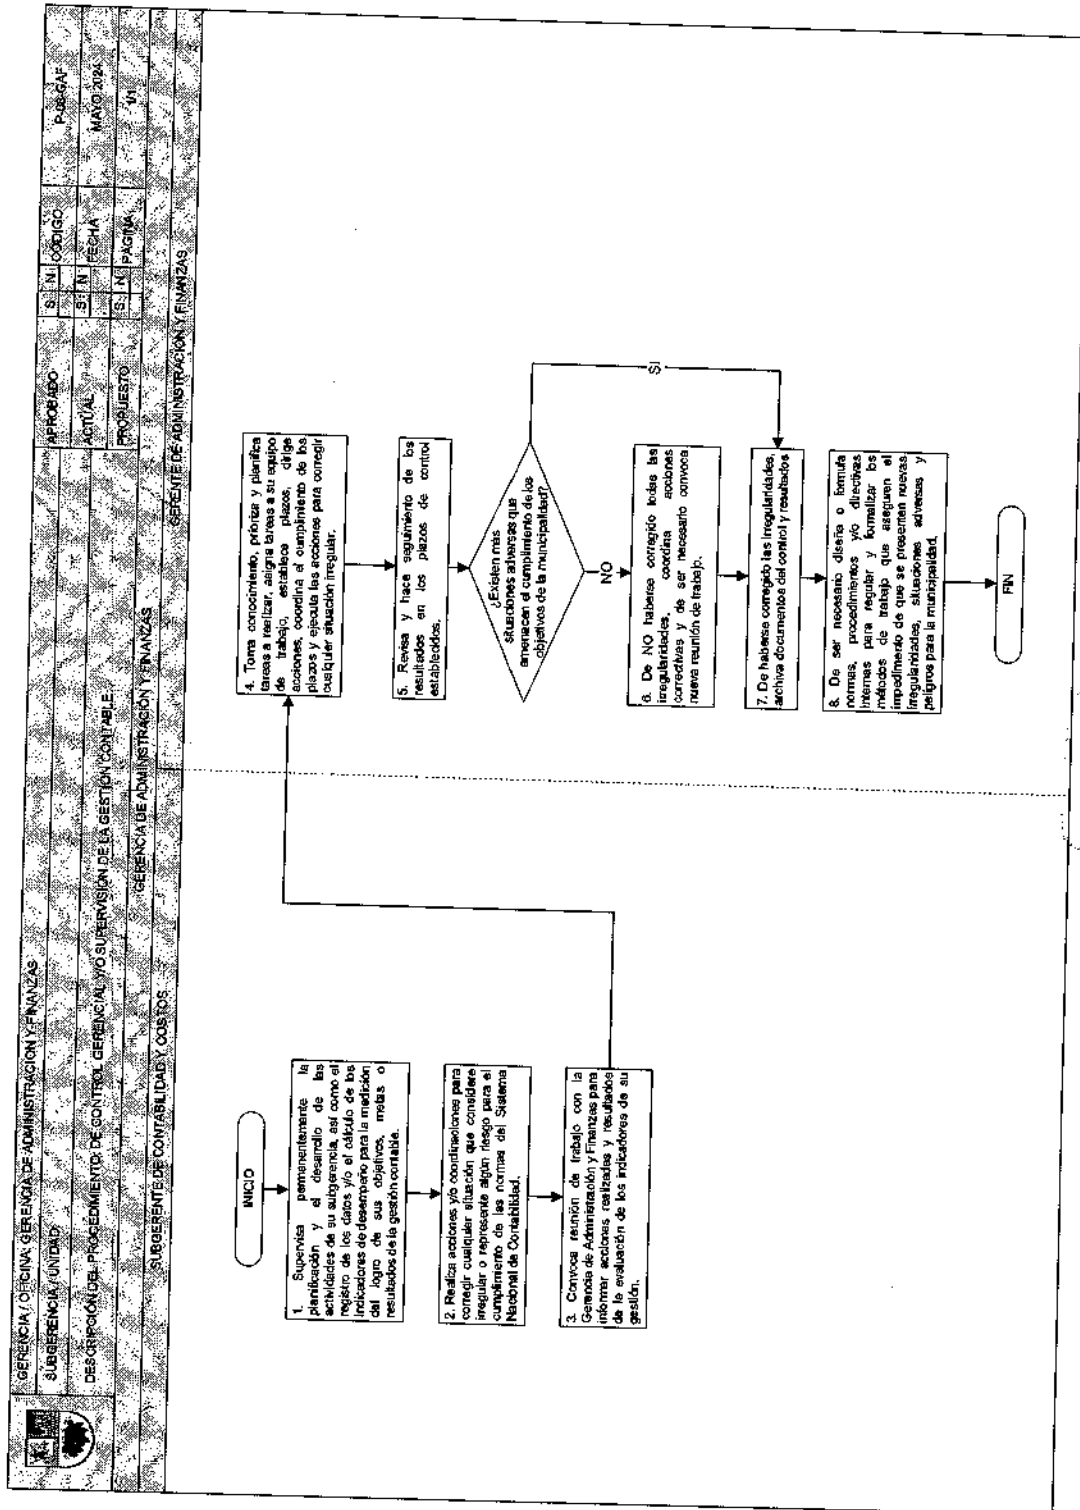 GERENCIA / OFICINA: GERENCIA DE ADMINISTRACION Y FINANZAS
SUBGERENCIA / UNIDAD:
DESCRIPCIÓN DEL PROCEDIMIENTO: DE CONTROL GERENCIAL Y/O SUPERVISIÓN DE LA GESTIÓN CONTABLE.
APROBADO S N CÓDIGO P-08-GAF
ACTUAL S N FECHA MAYO 2024
PROPUESTO S N PAGINA 1/1
GERENCIA DE ADMINISTRACIÓN Y FINANZAS
SUBGERENTE DE CONTABILIDAD Y COSTOS
GERENTE DE ADMINISTRACIÓN Y FINANZAS
INICIO
1. Supervisa permanentemente la
planificación y el desarrollo de las
actividades de su subgerencia, así como el
registro de los datos y/o el cálculo de los
indicadores de desempeño para la medición
del logro de sus objetivos, metas o
resultados de la gestión contable.
2. Realiza acciones y/o coordinaciones para
corregir cualquier situación que considere
irregular o represente algún riesgo para el
cumplimiento de las normas del Sistema
Nacional de Contabilidad.
3. Convoca reunión de trabajo con la
Gerencia de Administración y Finanzas para
informar acciones realizadas y resultados
de la evaluación de los indicadores de su
gestión.
4. Toma conocimiento, prioriza y planifica
tareas a realizar, asigna tareas a su equipo
de trabajo, establece plazos, dirige
acciones, coordina el cumplimiento de los
plazos y ejecuta las acciones para corregir
cualquier situación irregular.
5. Revisa y hace seguimiento de los
resultados en los plazos de control
establecidos.
¿Existen más
situaciones adversas que
amenacen el cumplimiento de los
objetivos de la municipalidad?
SI
NO
6. De NO haberse corregido todas las
irregularidades, coordina acciones
correctivas y de ser necesario convoca
nueva reunión de trabajo.
7. De haberse corregido las irregularidades,
archiva documentos del control y resultados
8. De ser necesario diseña o formula
normas, procedimientos y/o directivas
internas para regular y formalizar los
métodos de trabajo que aseguren el
impedimento de que se presenten nuevas
irregularidades, situaciones adversas y
peligros para la municipalidad.
FIN